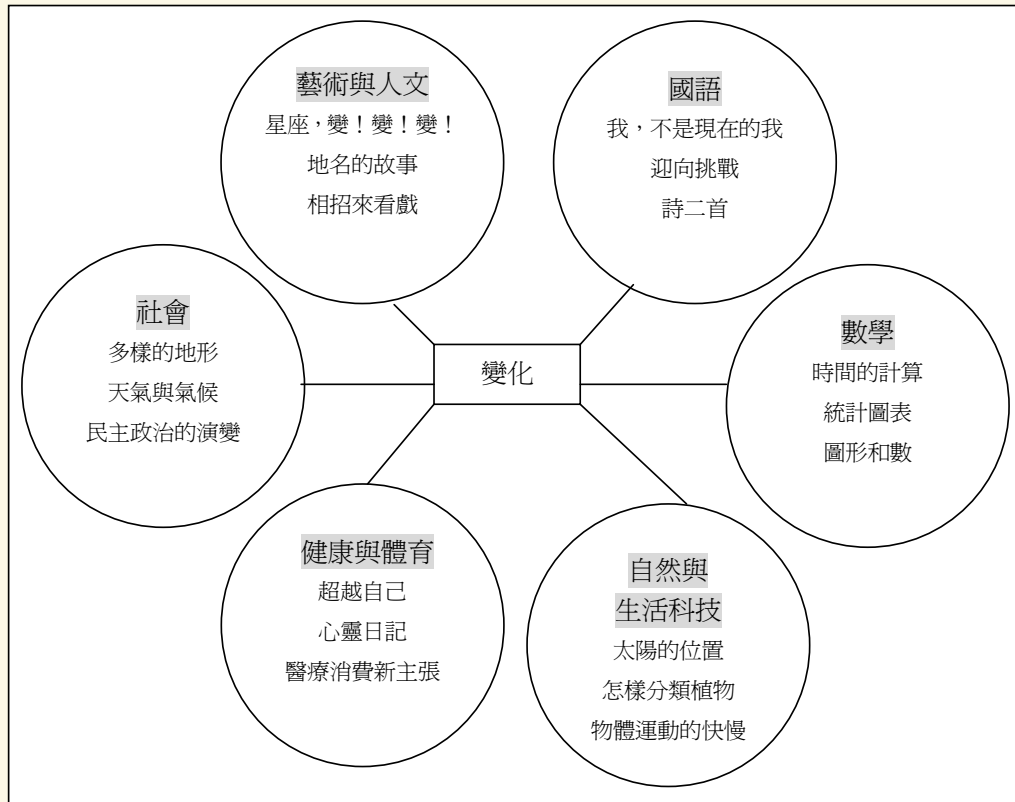 藝術與人文
星座，變！變！變！
地名的故事
相招來看戲
國語
我，不是現在的我
迎向挑戰
詩二首
社會
多樣的地形
天氣與氣候
民主政治的演變
變化
數學
時間的計算
統計圖表
圖形和數
健康與體育
超越自己
心靈日記
醫療消費新主張
自然與
生活科技
太陽的位置
怎樣分類植物
物體運動的快慢